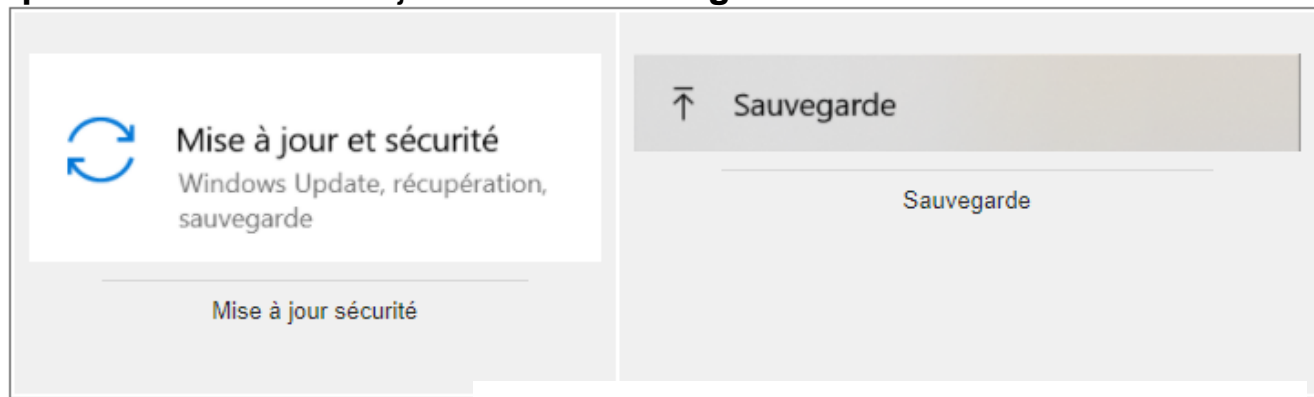 Mise à jour et sécurité
Windows Update, récupération,
sauvegarde
Mise à jour sécurité
Sauvegarde
Sauvegarde